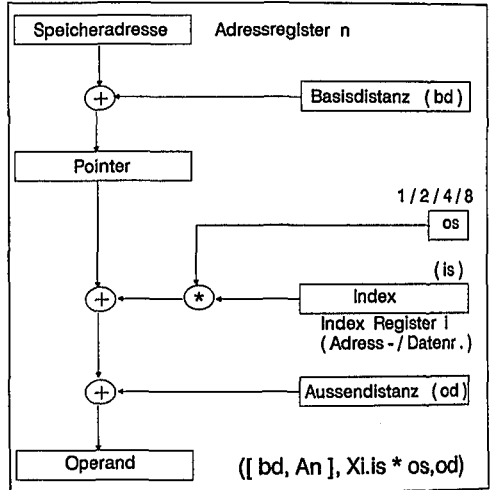 Speicheradresse Adressregister n
+
Basisdistanz (bd)
Pointer
1/2/4/8
os
(is)
+ * Index
Index Register i
(Adress-/Datenr.)
+
Aussendistanz (od)
Operand ([ bd, An ], Xi.is * os,od)